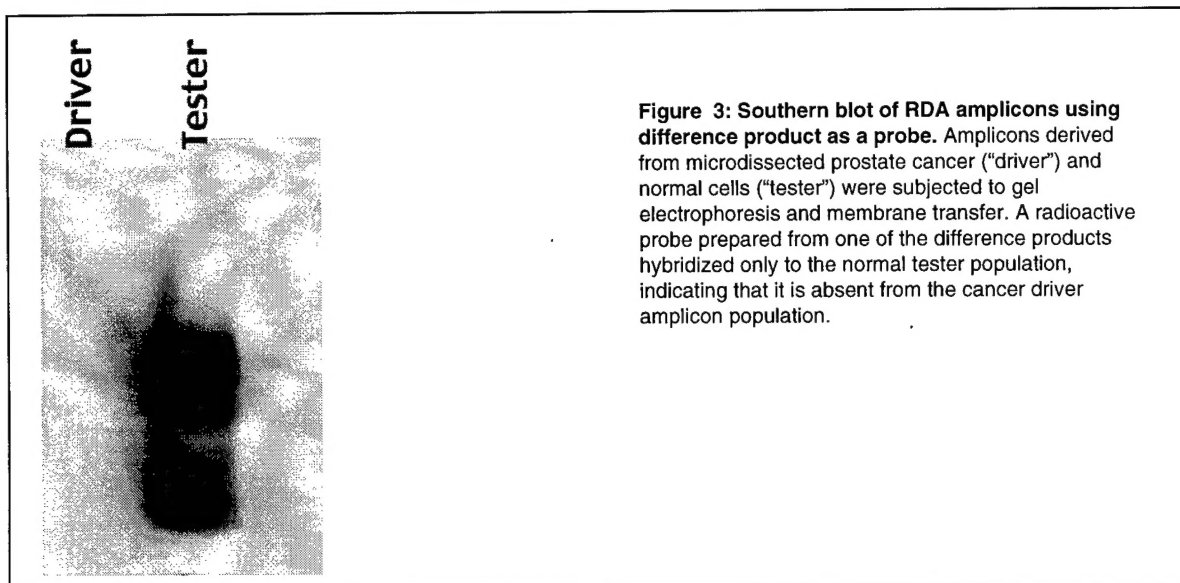 Driver
Tester
Figure 3: Southern blot of RDA amplicons using
difference product as a probe. Amplicons derived
from microdissected prostate cancer ("driver") and
normal cells ("tester") were subjected to gel
electrophoresis and membrane transfer. A radioactive
probe prepared from one of the difference products
hybridized only to the normal tester population,
indicating that it is absent from the cancer driver
amplicon population.